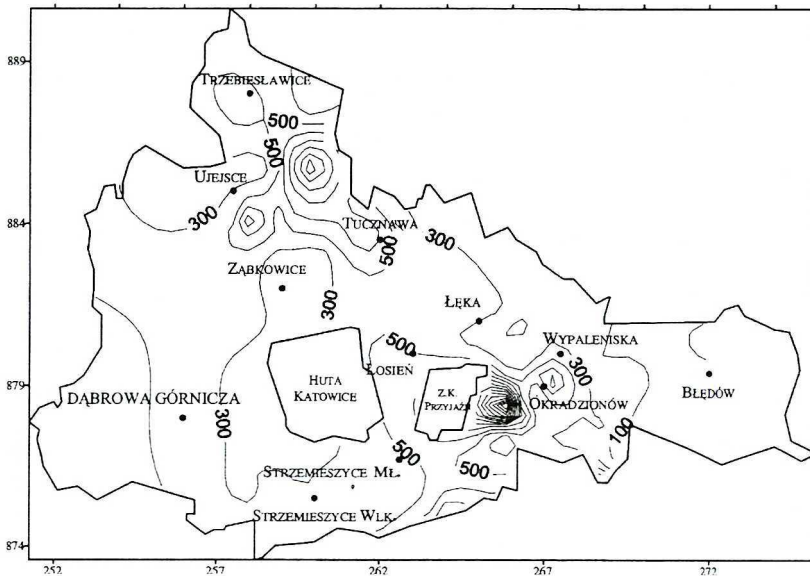 889
TRZEBIESŁAWICE
500
500
UJEJSCE
884
300
TUCZNAWA
500
300
ZĄBKOWICE
300
ŁĘKA
WYPALENISKA
500
ŁOSIEŃ
300
879
HUTA
KATOWICE
Z.K.
PRZYJAŹŃ
BŁĘDÓW
DĄBROWA GÓRNICZA
OKRADZIONÓW
300
100
500
STRZEMIESZYCE MŁ.
500
STRZEMIESZYCE WLK.
874
252
257
262
267
272